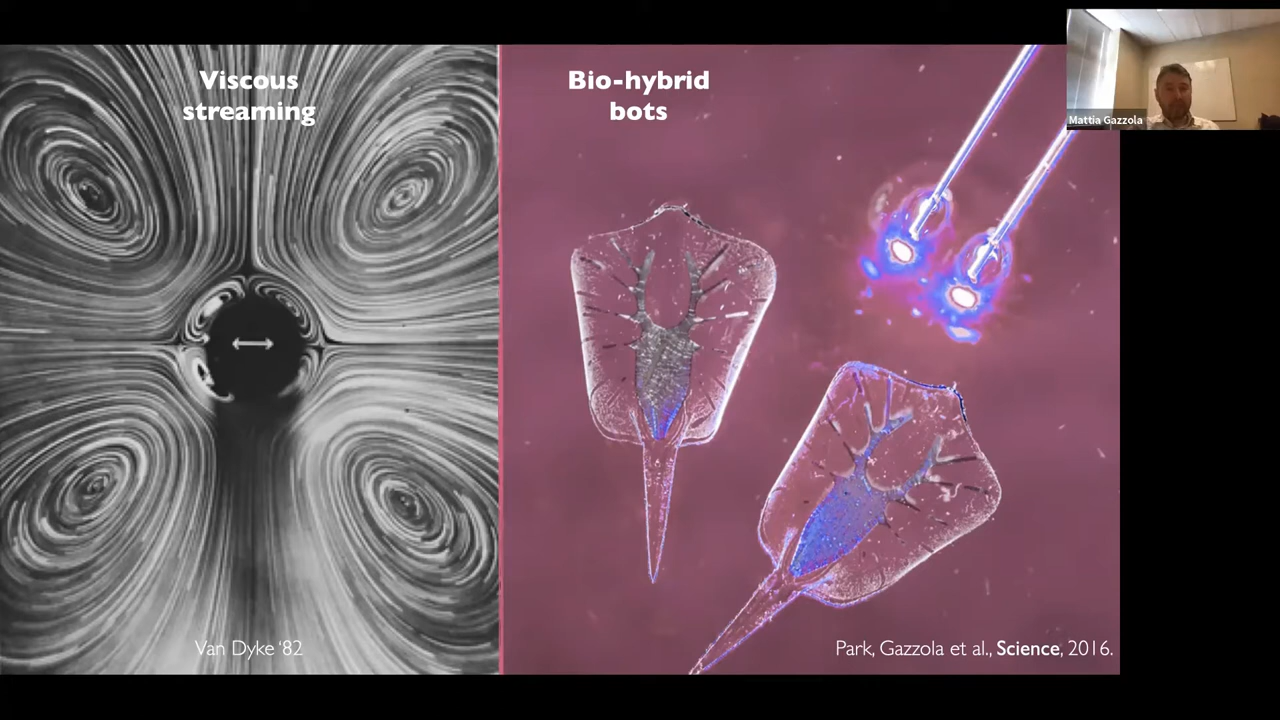 Viscous
streaming
Bio-hybrid
bots
Mattia Gazzola
Van Dyke '82
Park, Gazzola et al., Science, 2016.